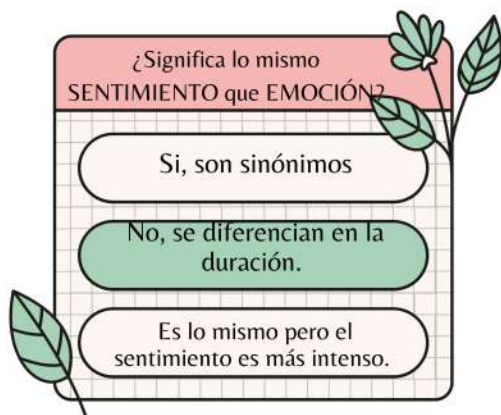 ¿Significa lo mismo
SENTIMIENTO que EMOCIÓN?
Si, son sinónimos
No, se diferencian en la
duración.
Es lo mismo pero el
sentimiento es más intenso.